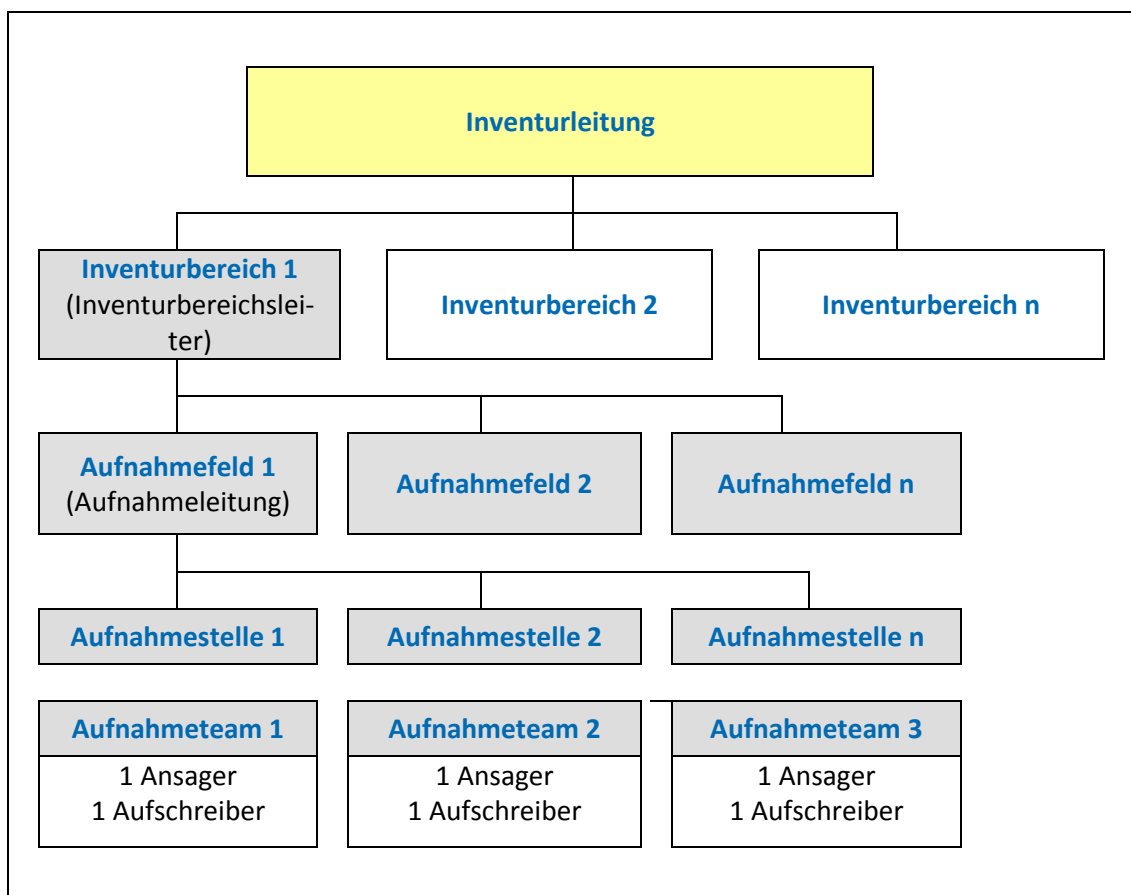 Inventurleitung
Inventurbereich 1
(Inventurbereichslei-
ter)
Inventurbereich 2
Inventurbereich n
Aufnahmefeld 1
(Aufnahmeleitung)
Aufnahmefeld 2
Aufnahmefeld n
Aufnahmestelle 1
Aufnahmestelle 2
Aufnahmestelle n
Aufnahmeteam 1
1 Ansager
1 Aufschreiber
Aufnahmeteam 2
1 Ansager
1 Aufschreiber
Aufnahmeteam 3
1 Ansager
1 Aufschreiber